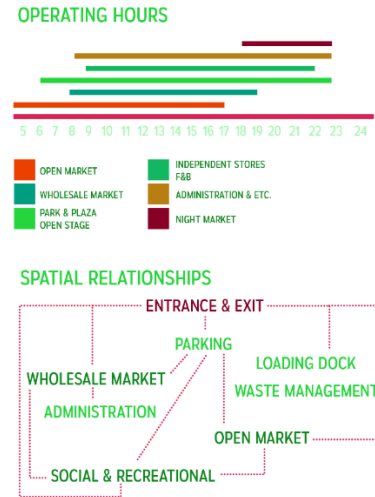 OPERATING HOURS
5 6 7 8 9 10 11 12 13 14 15 16 17 18 19 20 21 22 23 24
OPEN MARKET
WHOLESALE MARKET
PARK & PLAZA
OPEN STAGE
INDEPENDENT STORES
F&B
ADMINISTRATION & ETC.
NIGHT MARKET
SPATIAL RELATIONSHIPS
ENTRANCE & EXIT
PARKING
LOADING DOCK
WHOLESALE MARKET
WASTE MANAGEMENT
ADMINISTRATION
OPEN MARKET
SOCIAL & RECREATIONAL